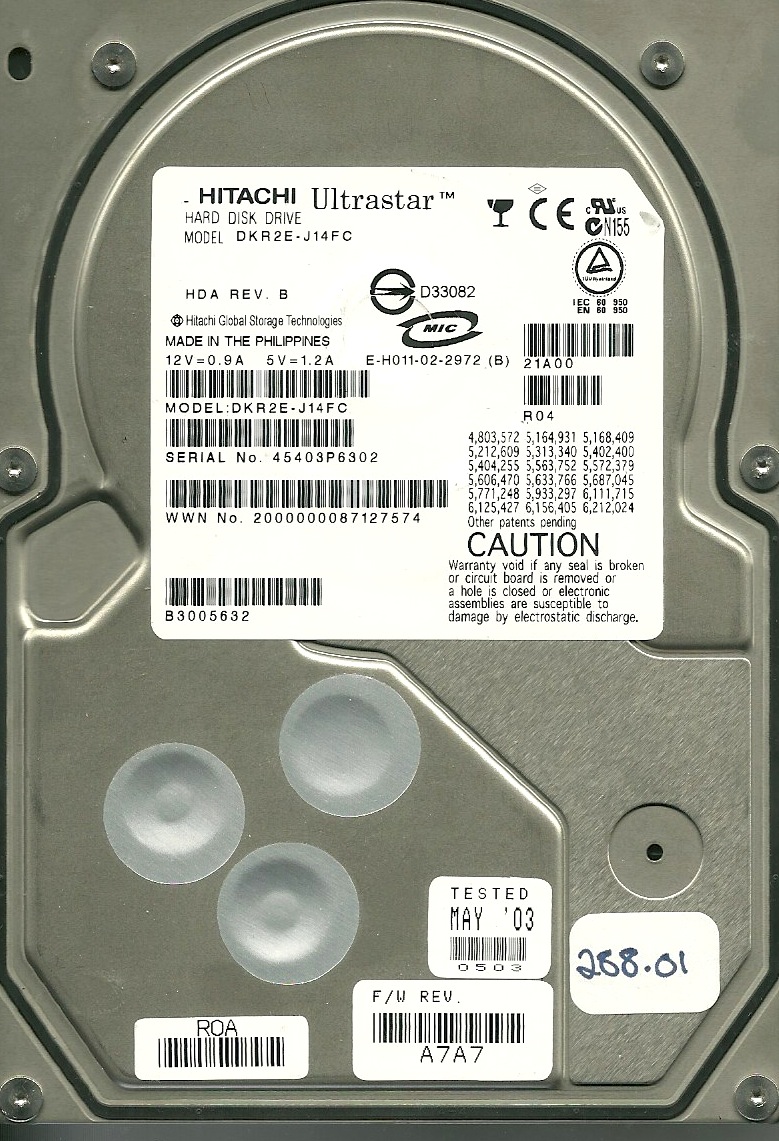 - HITACHI Ultrastar™
HARD DISK DRIVE
MODEL DKR2E-J14FC
CE
c RU us
N155
TÜV Rheinland
IEC 60 950
EN 60 950
HDA REV. B
D33082
Hitachi Global Storage Technologies
MIC
MADE IN THE PHILIPPINES
12V=0.9A 5V=1.2A E-H011-02-2972 (B)
21A00
MODEL:DKR2E-J14FC
R04
SERIAL No. 45403P6302
WWN No. 2000000087127574
4,803,572 5,164,931 5,168,409
5,212,609 5,313,340 5,402,400
5,404,255 5,563,752 5,572,379
5,606,470 5,633,766 5,687,045
5,771,248 5,933,297 6,111,715
6,125,427 6,156,405 6,212,024
Other patents pending
CAUTION
Warranty void if any seal is broken
or circuit board is removed or
a hole is closed or electronic
assemblies are susceptible to
damage by electrostatic discharge.
B3005632
TESTED
MAY '03
0503
288.01
F/W REV.
A7A7
R0A